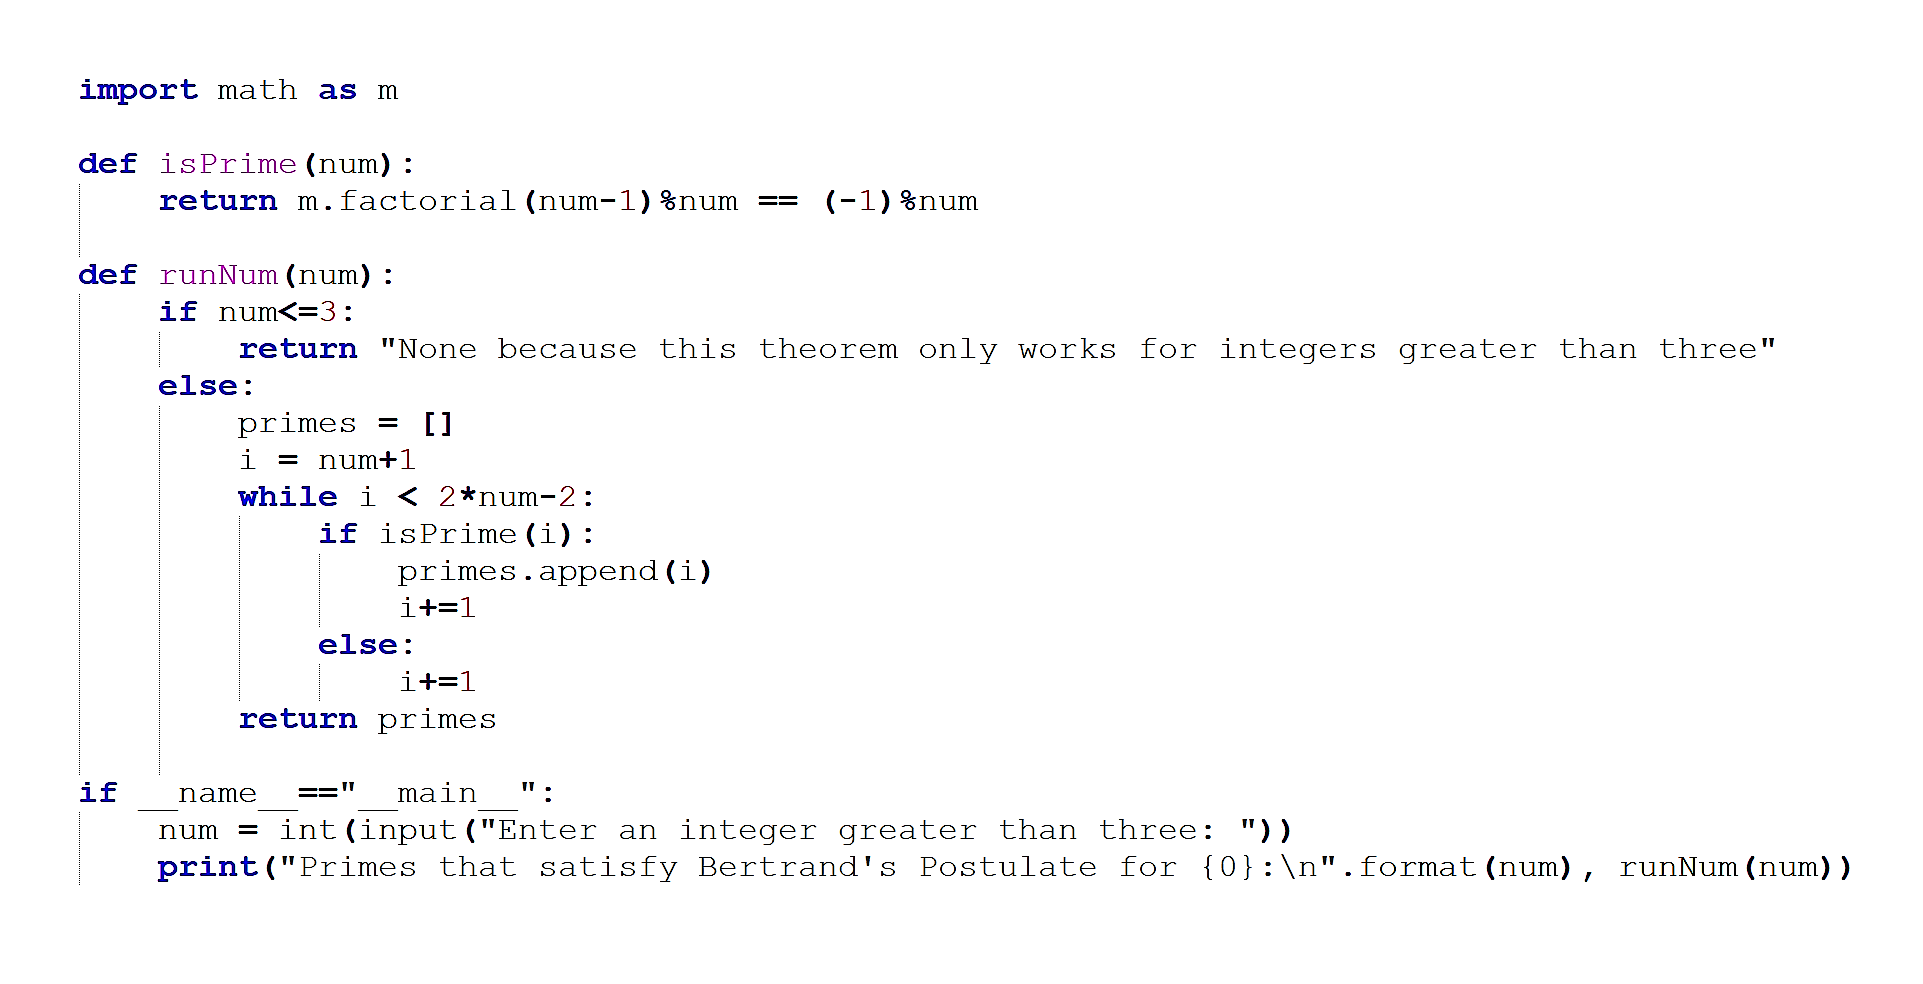 import math as m
def isPrime(num):
    return m.factorial(num-1)%num == (-1)%num
def runNum(num):
    if num<=3:
        return "None because this theorem only works for integers greater than three"
    else:
        primes = []
        i = num+1
        while i < 2*num-2:
            if isPrime(i):
                primes.append(i)
                i+=1
            else:
                i+=1
        return primes
if __name__=="__main__":
    num = int(input("Enter an integer greater than three: "))
    print("Primes that satisfy Bertrand's Postulate for {0}:\n".format(num), runNum(num))